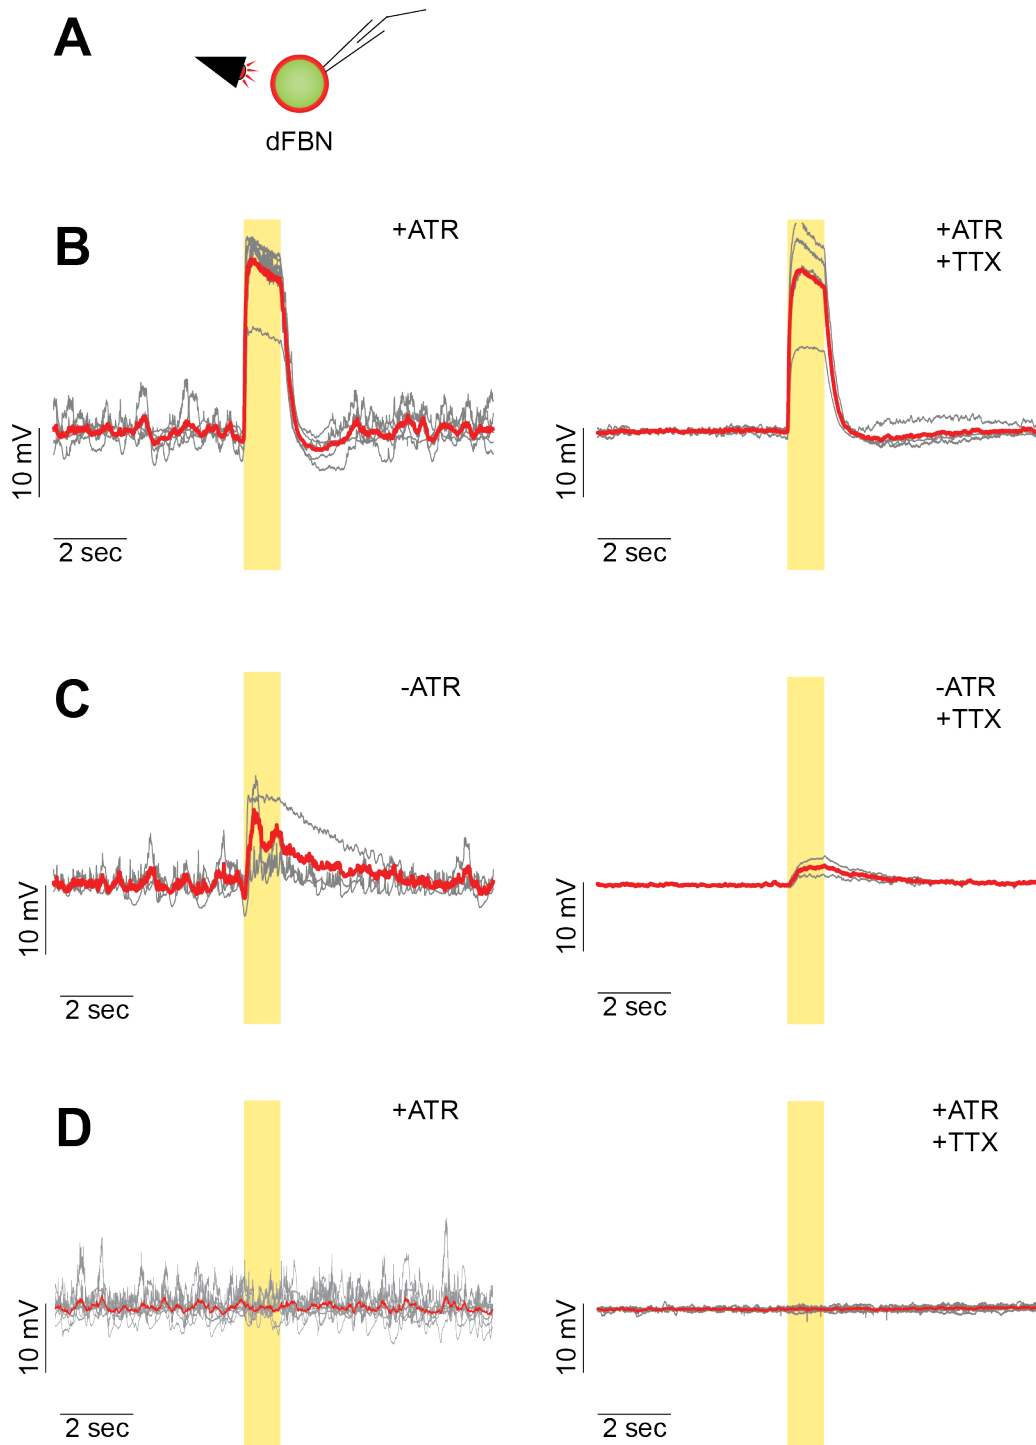 A
dFBN
B
+ATR
10 mV
2 sec
+ATR
+TTX
10 mV
2 sec
C
-ATR
10 mV
2 sec
-ATR
+TTX
10 mV
2 sec
D
+ATR
10 mV
2 sec
+ATR
+TTX
10 mV
2 sec